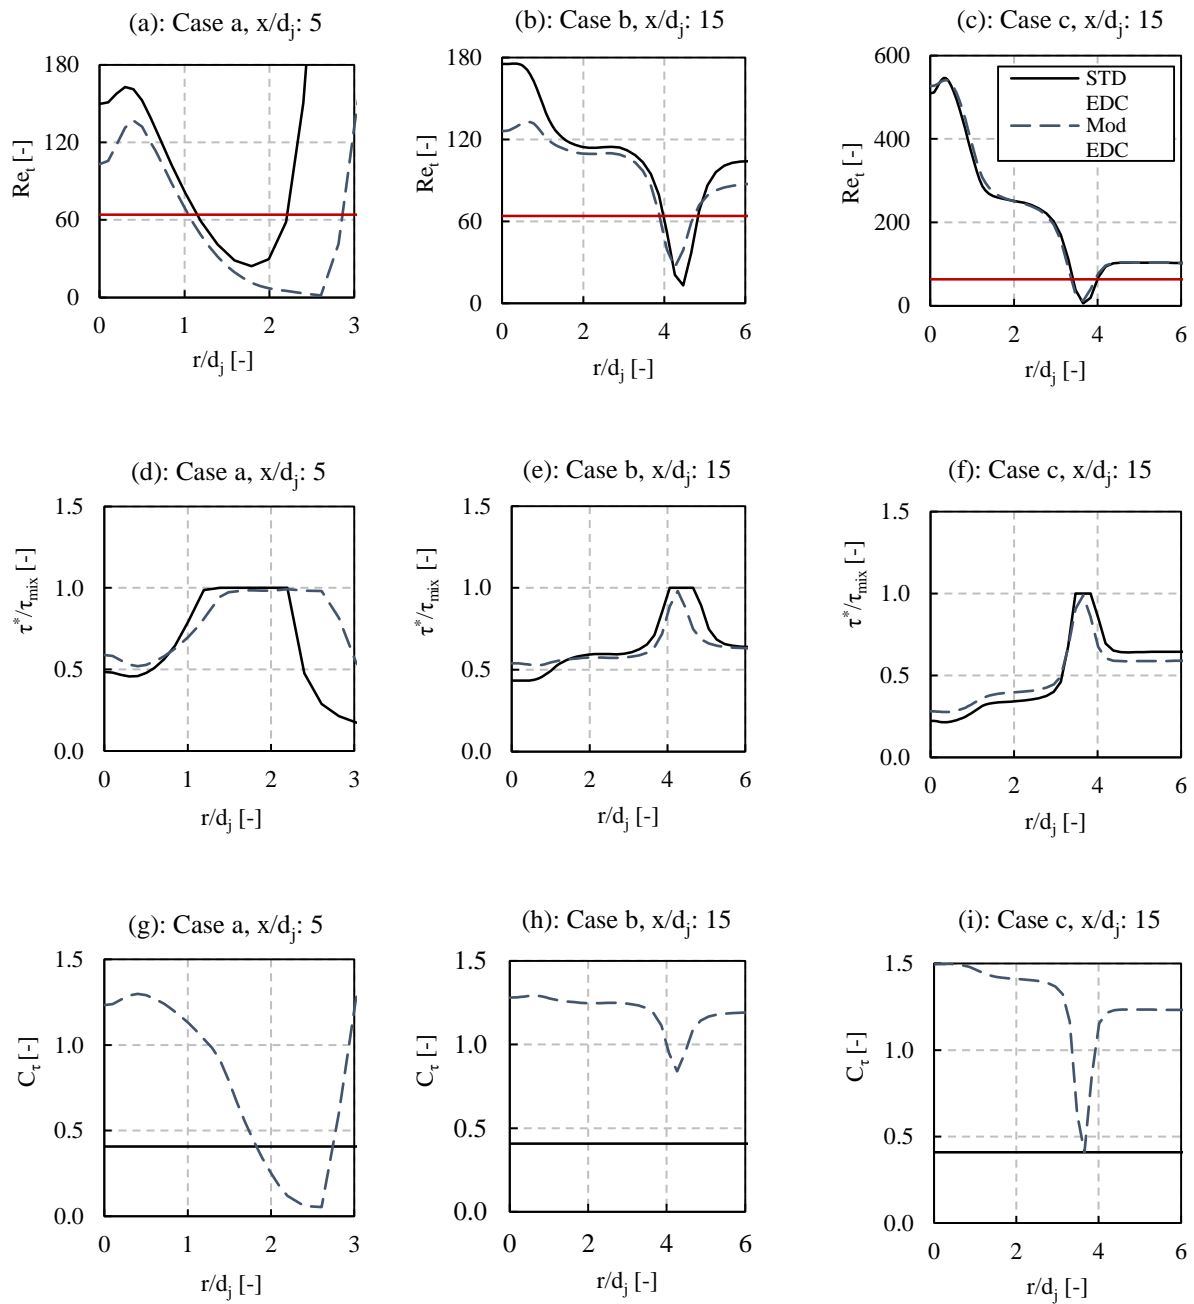 (a): Case a, x/dj: 5
(b): Case b, x/dj: 15
(c): Case c, x/dj: 15
180
120
60
0
Ret [-]
0 1 2 3
r/dj [-]
180
120
60
0
Ret [-]
0 2 4 6
r/dj [-]
600
400
200
0
Ret [-]
STD
EDC
Mod
EDC
0 2 4 6
r/dj [-]
(d): Case a, x/dj: 5
(e): Case b, x/dj: 15
(f): Case c, x/dj: 15
1.5
1.0
0.5
0.0
τ*/τmix [-]
0 1 2 3
r/dj [-]
1.5
1.0
0.5
0.0
τ*/τmix [-]
0 2 4 6
r/dj [-]
1.5
1.0
0.5
0.0
τ*/τmix [-]
0 2 4 6
r/dj [-]
(g): Case a, x/dj: 5
(h): Case b, x/dj: 15
(i): Case c, x/dj: 15
1.5
1.0
0.5
0.0
Cτ [-]
0 1 2 3
r/dj [-]
1.5
1.0
0.5
0.0
Cτ [-]
0 2 4 6
r/dj [-]
1.5
1.0
0.5
0.0
Cτ [-]
0 2 4 6
r/dj [-]